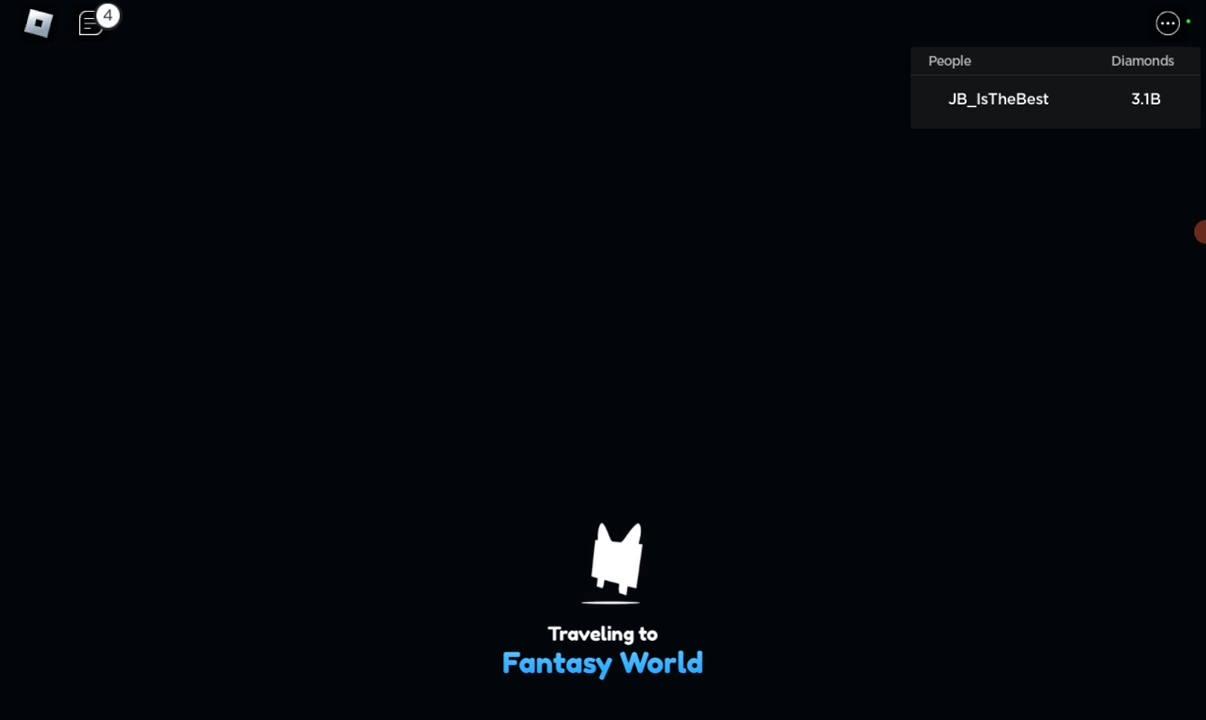 4
People Diamonds
JB_IsTheBest 3.1B
Traveling to
Fantasy World